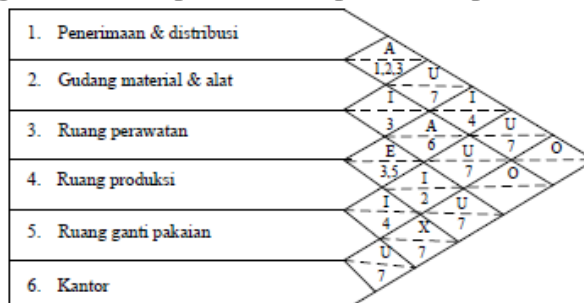 1. Penerimaan & distribusi
A
1,2,3
2. Gudang material & alat
U
7
I
3
I
4
3. Ruang perawatan
A
6
U
7
E
3,5
U
7
O
4. Ruang produksi
I
2
O
I
4
U
7
5. Ruang ganti pakaian
X
7
U
7
6. Kantor